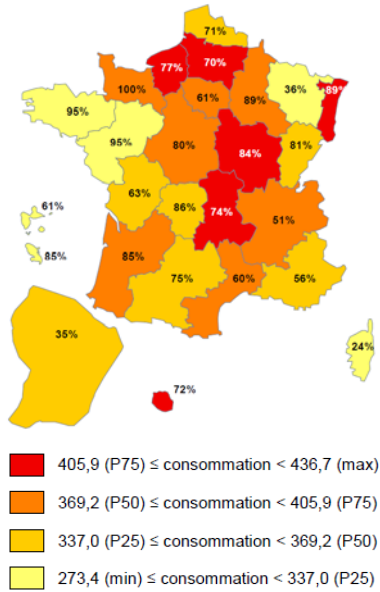 71%
77% 70%
100% 61% 89% 36% 89%
95%
95% 80% 84% 81%
63% 86% 74% 51%
61%
85%
85% 75% 60% 56%
35% 24%
72%
405,9 (P75) ≤ consommation < 436,7 (max)
369,2 (P50) ≤ consommation < 405,9 (P75)
337,0 (P25) ≤ consommation < 369,2 (P50)
273,4 (min) ≤ consommation < 337,0 (P25)